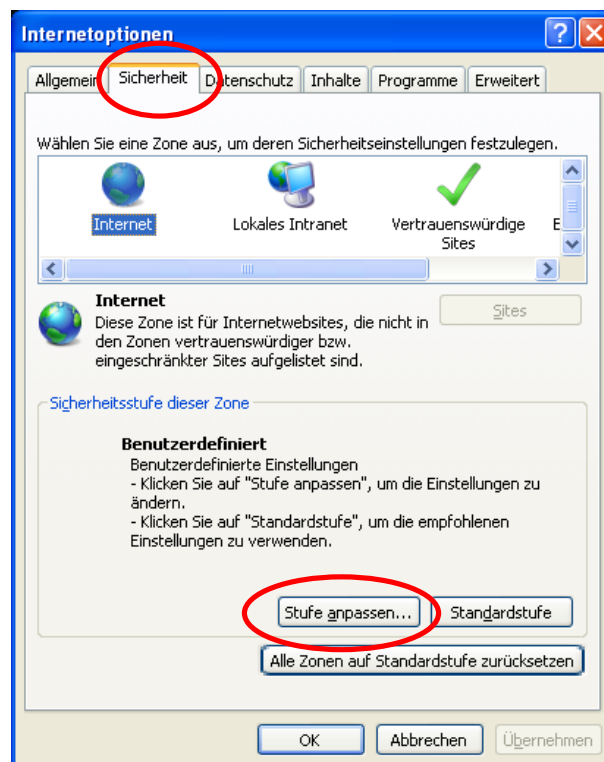 Internetoptionen
Allgemein Sicherheit Datenschutz Inhalte Programme Erweitert
Wählen Sie eine Zone aus, um deren Sicherheitseinstellungen festzulegen.
Internet Lokales Intranet Vertrauenswürdige E
Sites
Internet
Sites
Diese Zone ist für Internetwebsites, die nicht in
den Zonen vertrauenswürdiger bzw.
eingeschränkter Sites aufgelistet sind.
Sicherheitsstufe dieser Zone
Benutzerdefiniert
Benutzerdefinierte Einstellungen
- Klicken Sie auf "Stufe anpassen", um die Einstellungen zu
ändern.
- Klicken Sie auf "Standardstufe", um die empfohlenen
Einstellungen zu verwenden.
Stufe anpassen... Standardstufe
Alle Zonen auf Standardstufe zurücksetzen
OK Abbrechen Übernehmen